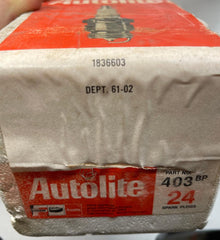 1836603
DEPT. 61-02
PART NO.
Autolite
403 BP
24
SPARK PLUGS